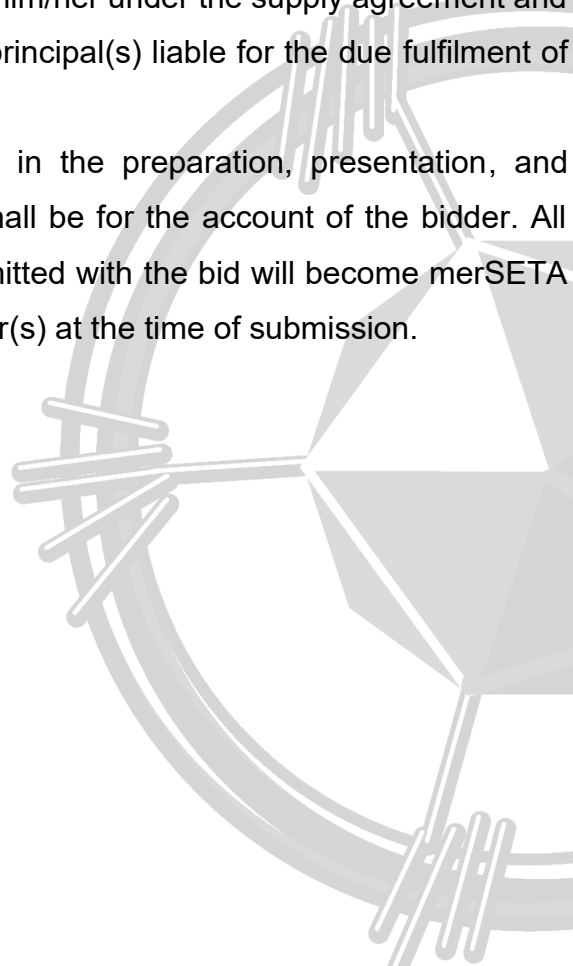 him/her under the supply agreement and
principal(s) liable for the due fulfilment of
in the preparation, presentation, and
hall be for the account of the bidder. All
mitted with the bid will become merSETA
r(s) at the time of submission.